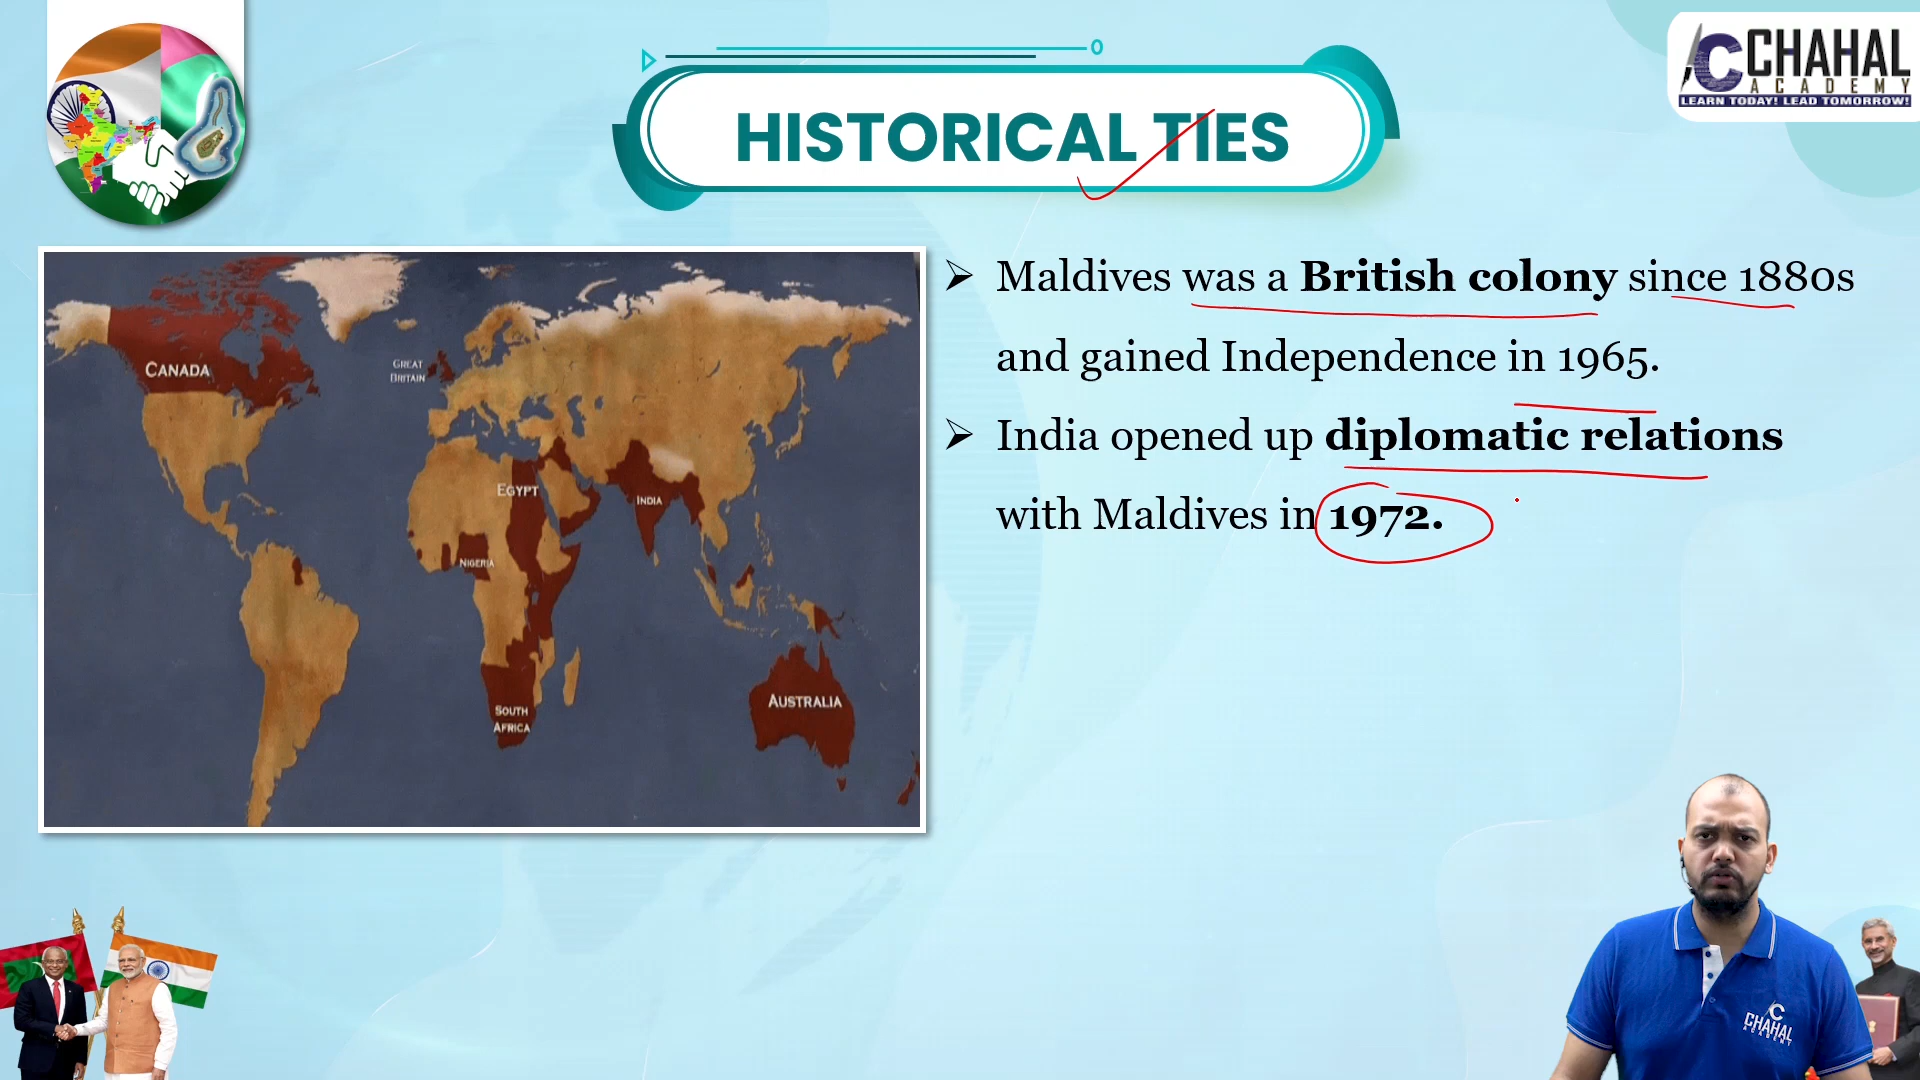 HISTORICAL TIES
CHAHAL
ACADEMY
LEARN TODAY! LEAD TOMORROW!
➢ Maldives was a British colony since 1880s
and gained Independence in 1965.
➢ India opened up diplomatic relations
with Maldives in 1972.
CANADA
GREAT
BRITAIN
EGYPT
INDIA
NIGERIA
SOUTH
AFRICA
AUSTRALIA
CHAHAL
ACADEMY